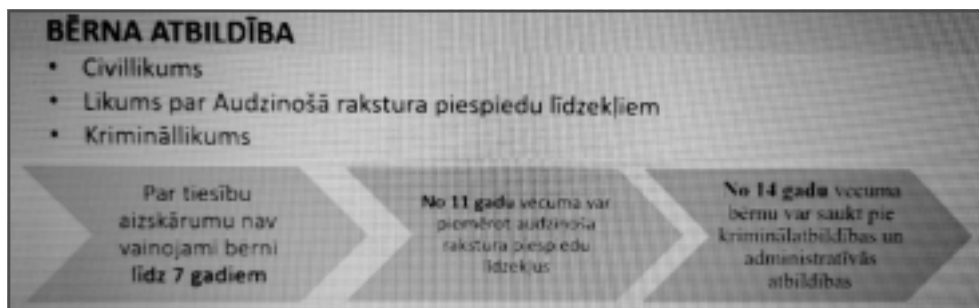 BĒRNA ATBILDĪBA
• Civillikums
• Likums par Audzinošā rakstura piespiedu līdzekļiem
• Krimināllikums
Par tiesību
aizskārumu nav
vainojami bērni
līdz 7 gadiem
No 11 gadu vecuma var
piemērot audzinoša
rakstura piespiedu
līdzekļus
No 14 gadu vecuma
bērnu var saukt pie
kriminālatbildības un
administratīvās
atbildības